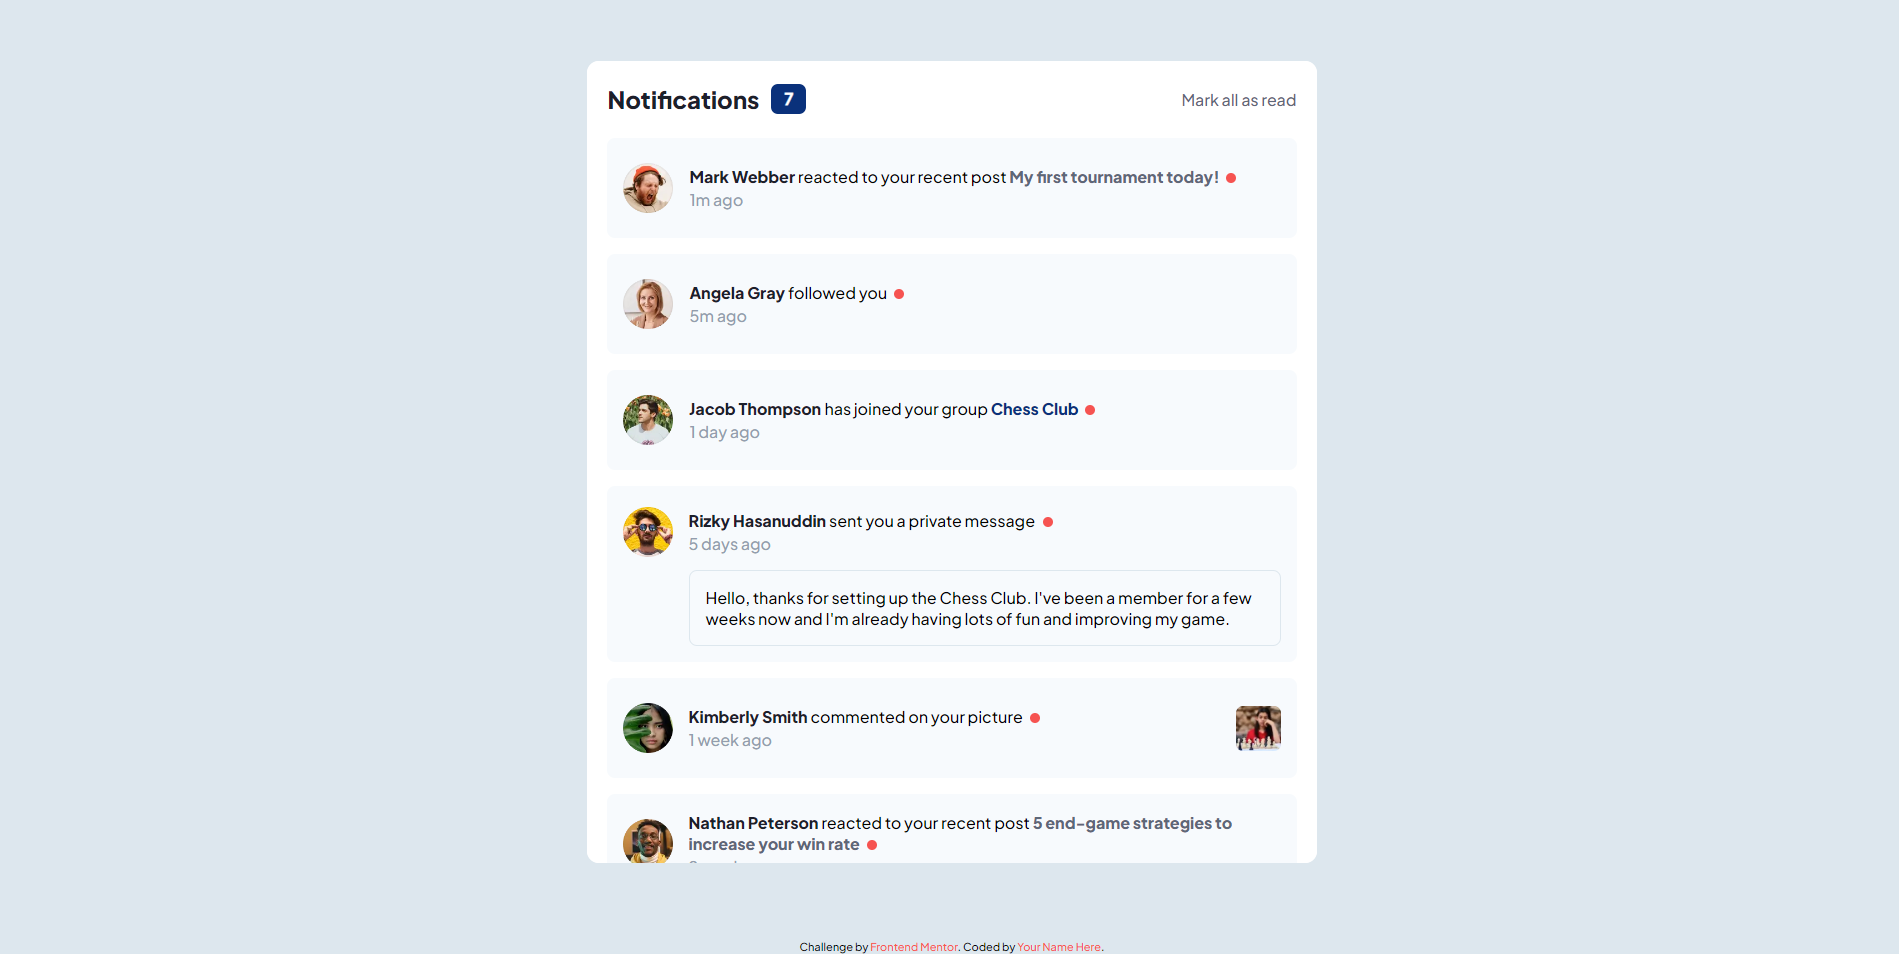 Notifications 7
Mark all as read
Mark Webber reacted to your recent post My first tournament today!
1m ago
Angela Gray followed you
5m ago
Jacob Thompson has joined your group Chess Club
1 day ago
Rizky Hasanuddin sent you a private message
5 days ago
Hello, thanks for setting up the Chess Club. I've been a member for a few
weeks now and I'm already having lots of fun and improving my game.
Kimberly Smith commented on your picture
1 week ago
Nathan Peterson reacted to your recent post 5 end-game strategies to
increase your win rate
Challenge by Frontend Mentor. Coded by Your Name Here.